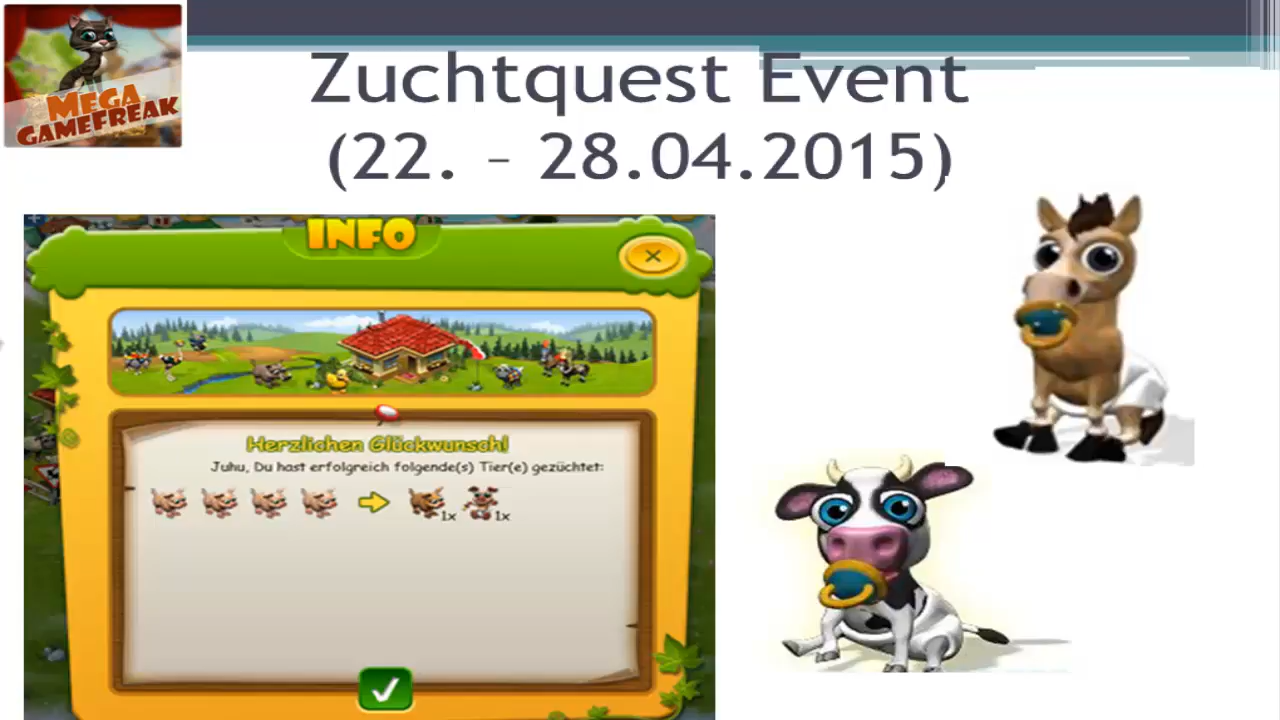 MEGA
GAMEFREAK
Zuchtquest Event
(22. - 28.04.2015)
INFO
Herzlichen Glückwunsch!
Juhu, Du hast erfolgreich folgende(s) Tier(e) gezüchtet:
1x 1x